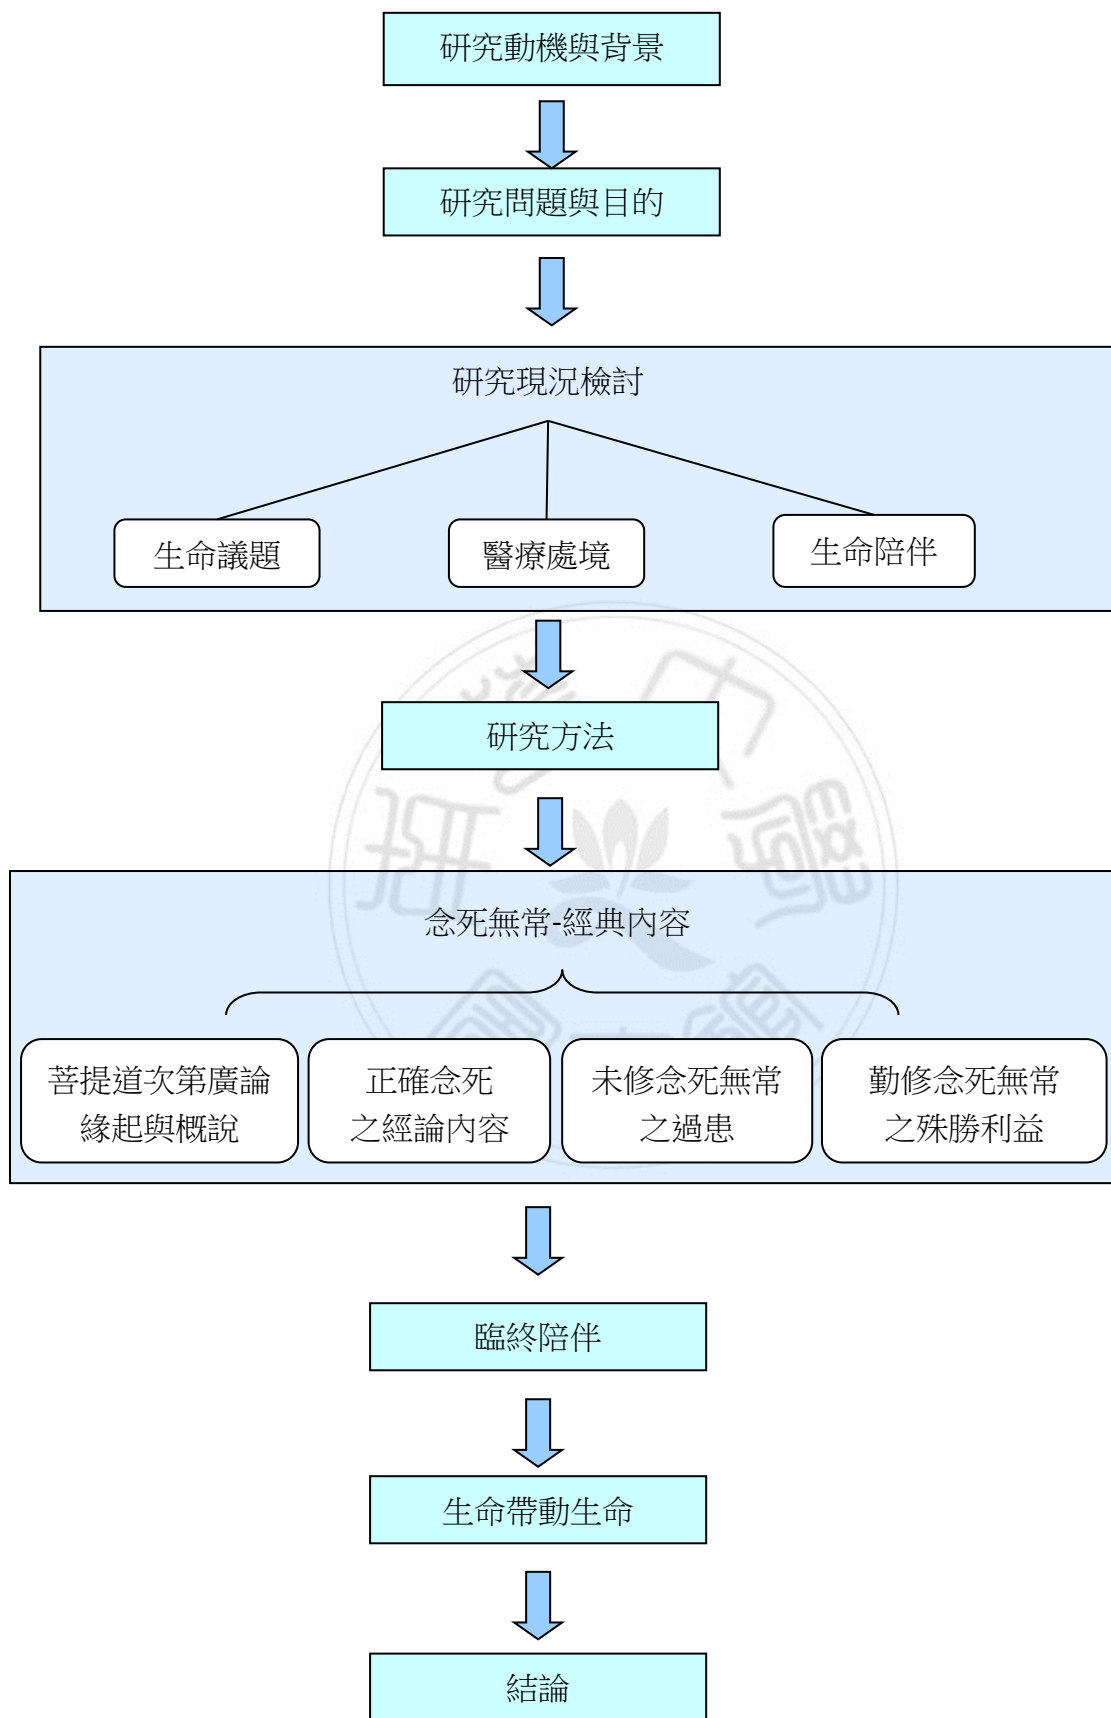 研究動機與背景
研究問題與目的
研究現況檢討
生命議題
醫療處境
生命陪伴
研究方法
念死無常-經典內容
菩提道次第廣論
緣起與概說
正確念死
之經論內容
未修念死無常
之過患
勤修念死無常
之殊勝利益
臨終陪伴
生命帶動生命
結論